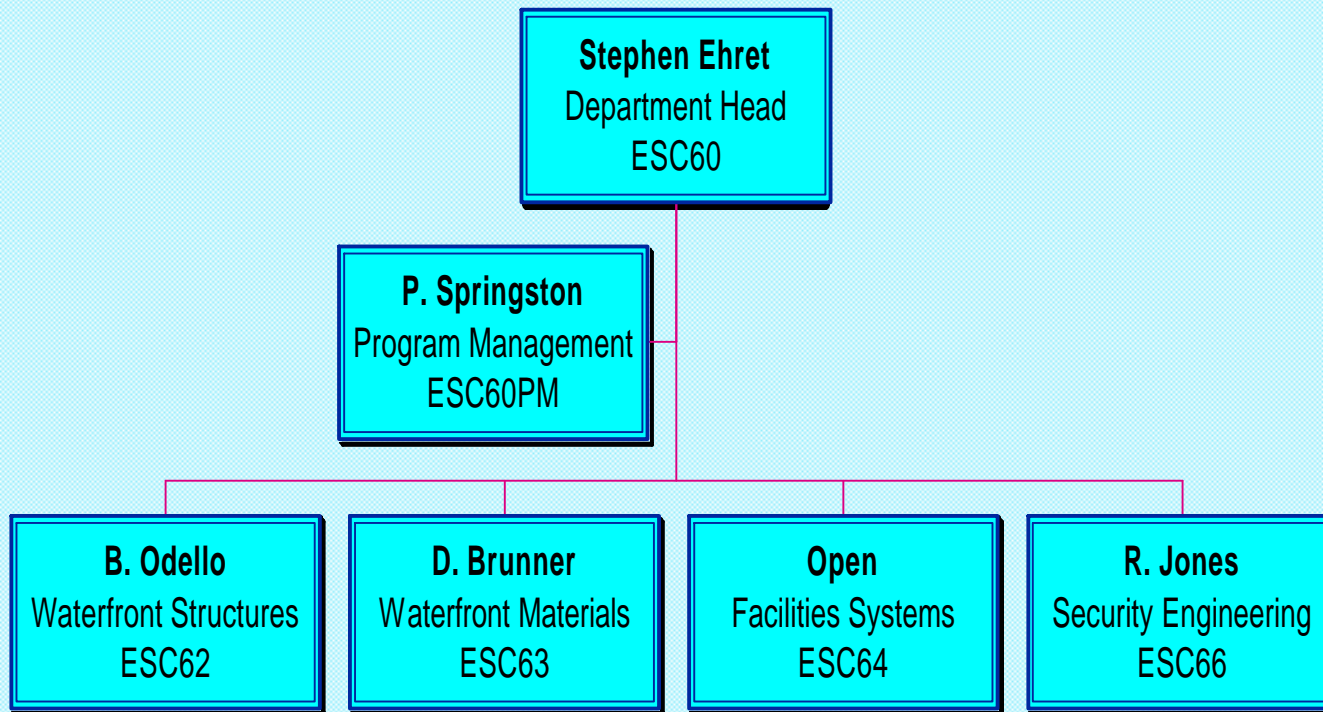 Stephen Ehret
Department Head
ESC60
P. Springston
Program Management
ESC60PM
B. Odello
Waterfront Structures
ESC62
D. Brunner
Waterfront Materials
ESC63
Open
Facilities Systems
ESC64
R. Jones
Security Engineering
ESC66